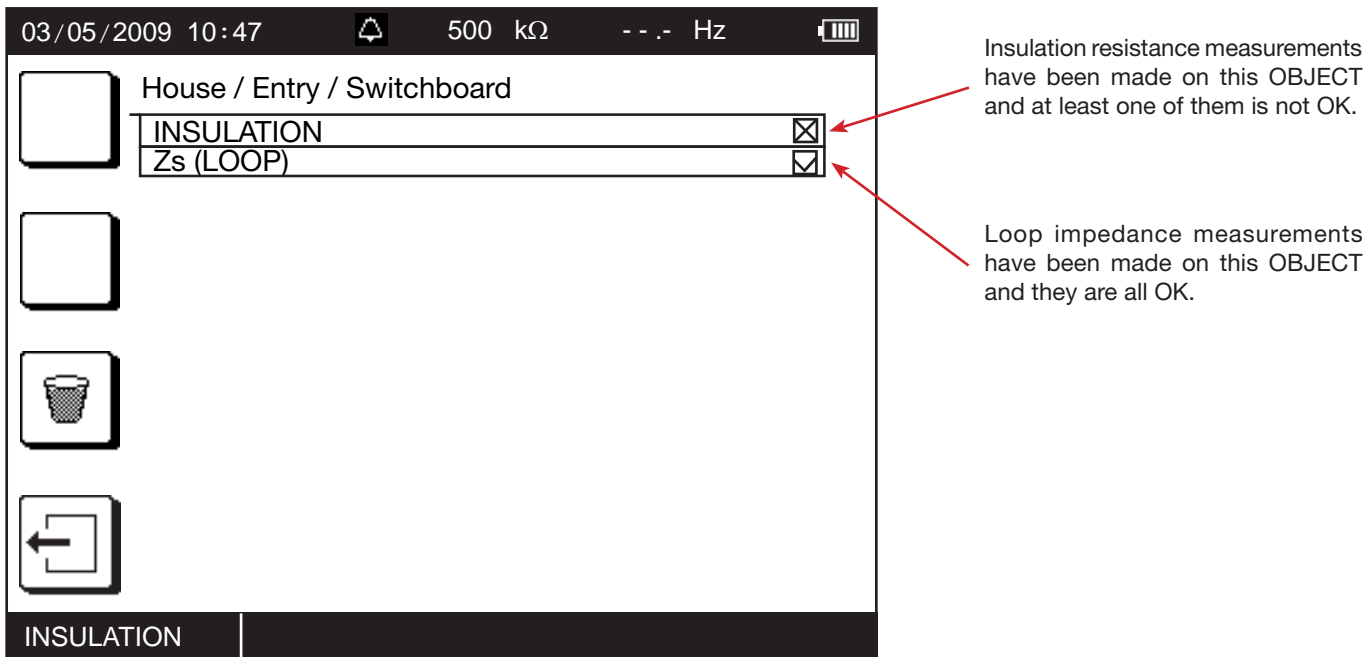 03/05/2009 10:47 500 kΩ - - .- Hz
House / Entry / Switchboard
INSULATION
Zs (LOOP)
INSULATION
Insulation resistance measurements
have been made on this OBJECT
and at least one of them is not OK.
Loop impedance measurements
have been made on this OBJECT
and they are all OK.